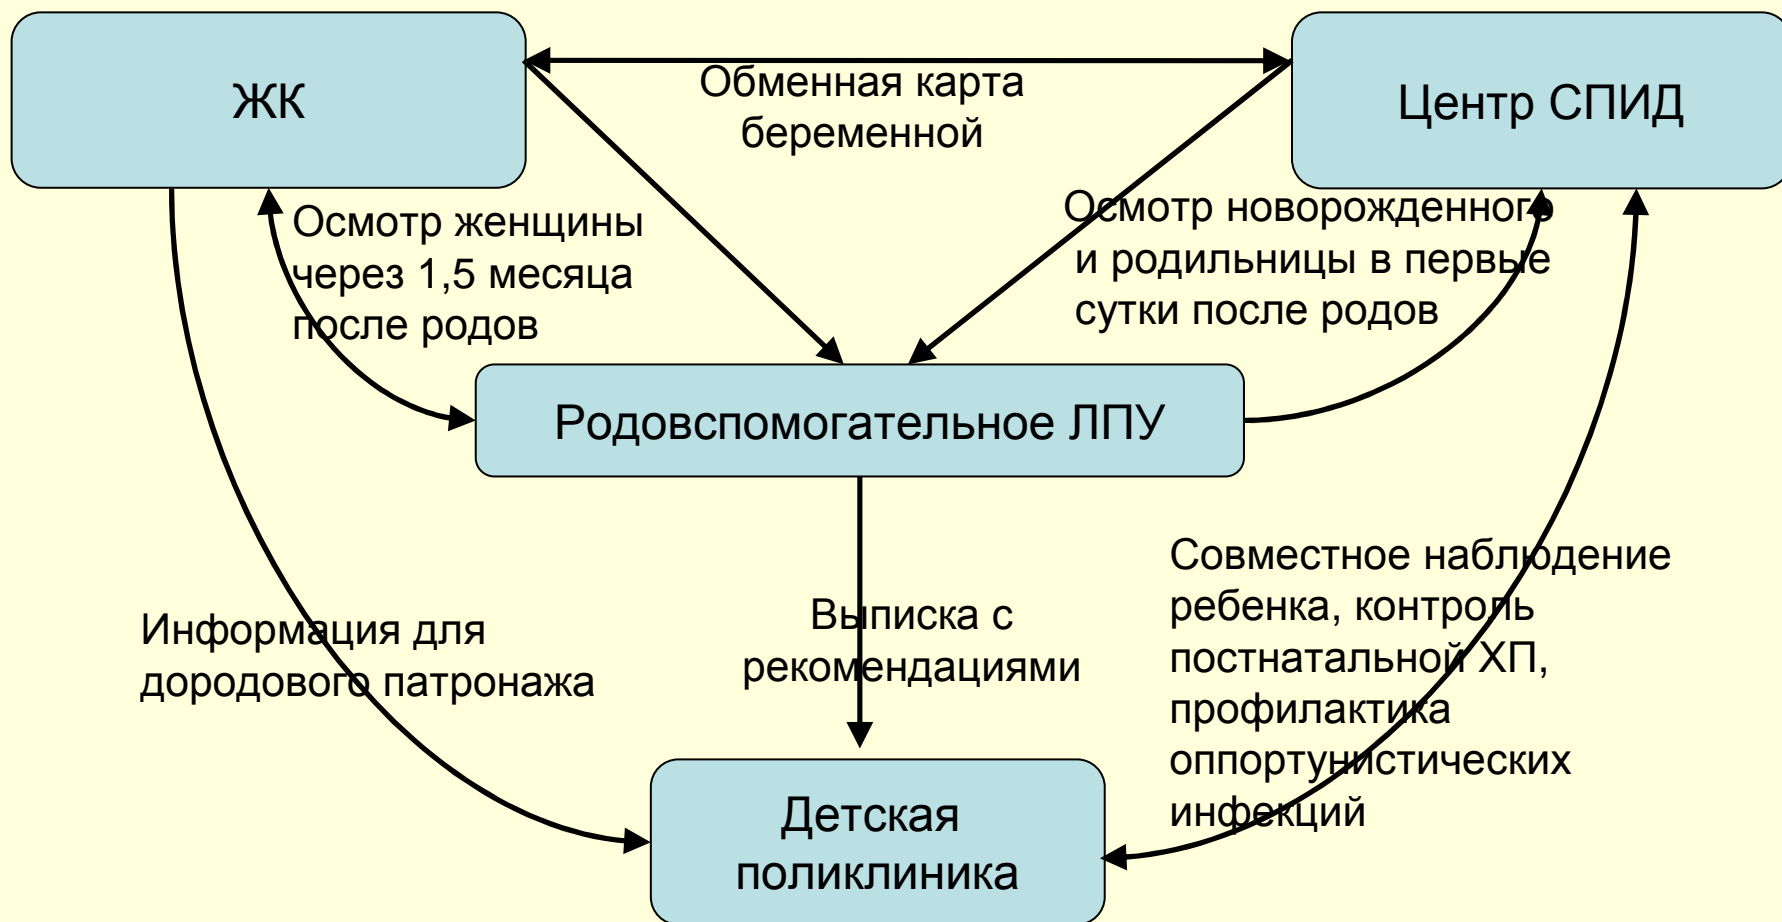 ЖК
Обменная карта
беременной
Центр СПИД
Осмотр женщины
через 1,5 месяца
после родов
Осмотр новорожденного
и родильницы в первые
сутки после родов
Родовспомогательное ЛПУ
Информация для
дородового патронажа
Выписка с
рекомендациями
Совместное наблюдение
ребенка, контроль
постнатальной ХП,
профилактика
оппортунистических
инфекций
Детская
поликлиника